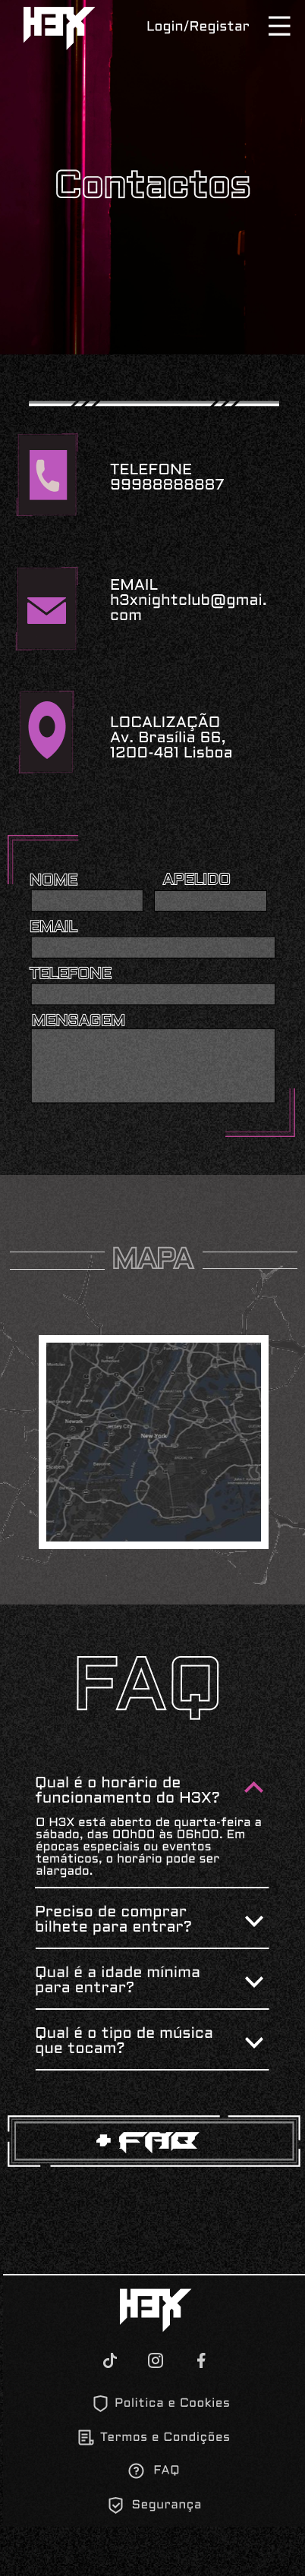 H3X
Login/Registar
Contactos
TELEFONE
99988888887
EMAIL
h3xnightclub@gmai.
com
LOCALIZAÇÃO
Av. Brasília 66,
1200-481 Lisboa
NOME
APELIDO
EMAIL
TELEFONE
MENSAGEM
MAPA
Newark
Jersey City
New York
FAQ
Qual é o horário de
funcionamento do H3X?
O H3X está aberto de quarta-feira a
sábado, das 00h00 às 06h00. Em
épocas especiais ou eventos
temáticos, o horário pode ser
alargado.
Preciso de comprar
bilhete para entrar?
Qual é a idade mínima
para entrar?
Qual é o tipo de música
que tocam?
+ FAQ
H3X
Politica e Cookies
Termos e Condições
FAQ
Segurança